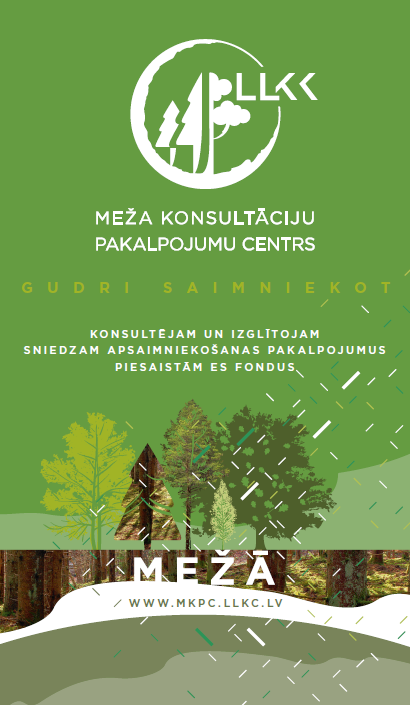 LLKC
MEŽA KONSULTĀCIJU
PAKALPOJUMU CENTRS
GUDRI SAIMNIEKOT
KONSULTĒJAM UN IZGLĪTOJAM
SNIEDZAM APSAIMNIEKOŠANAS PAKALPOJUMUS
PIESAISTĀM ES FONDUS
MEŽĀ
WWW.MKPC.LLKC.LV